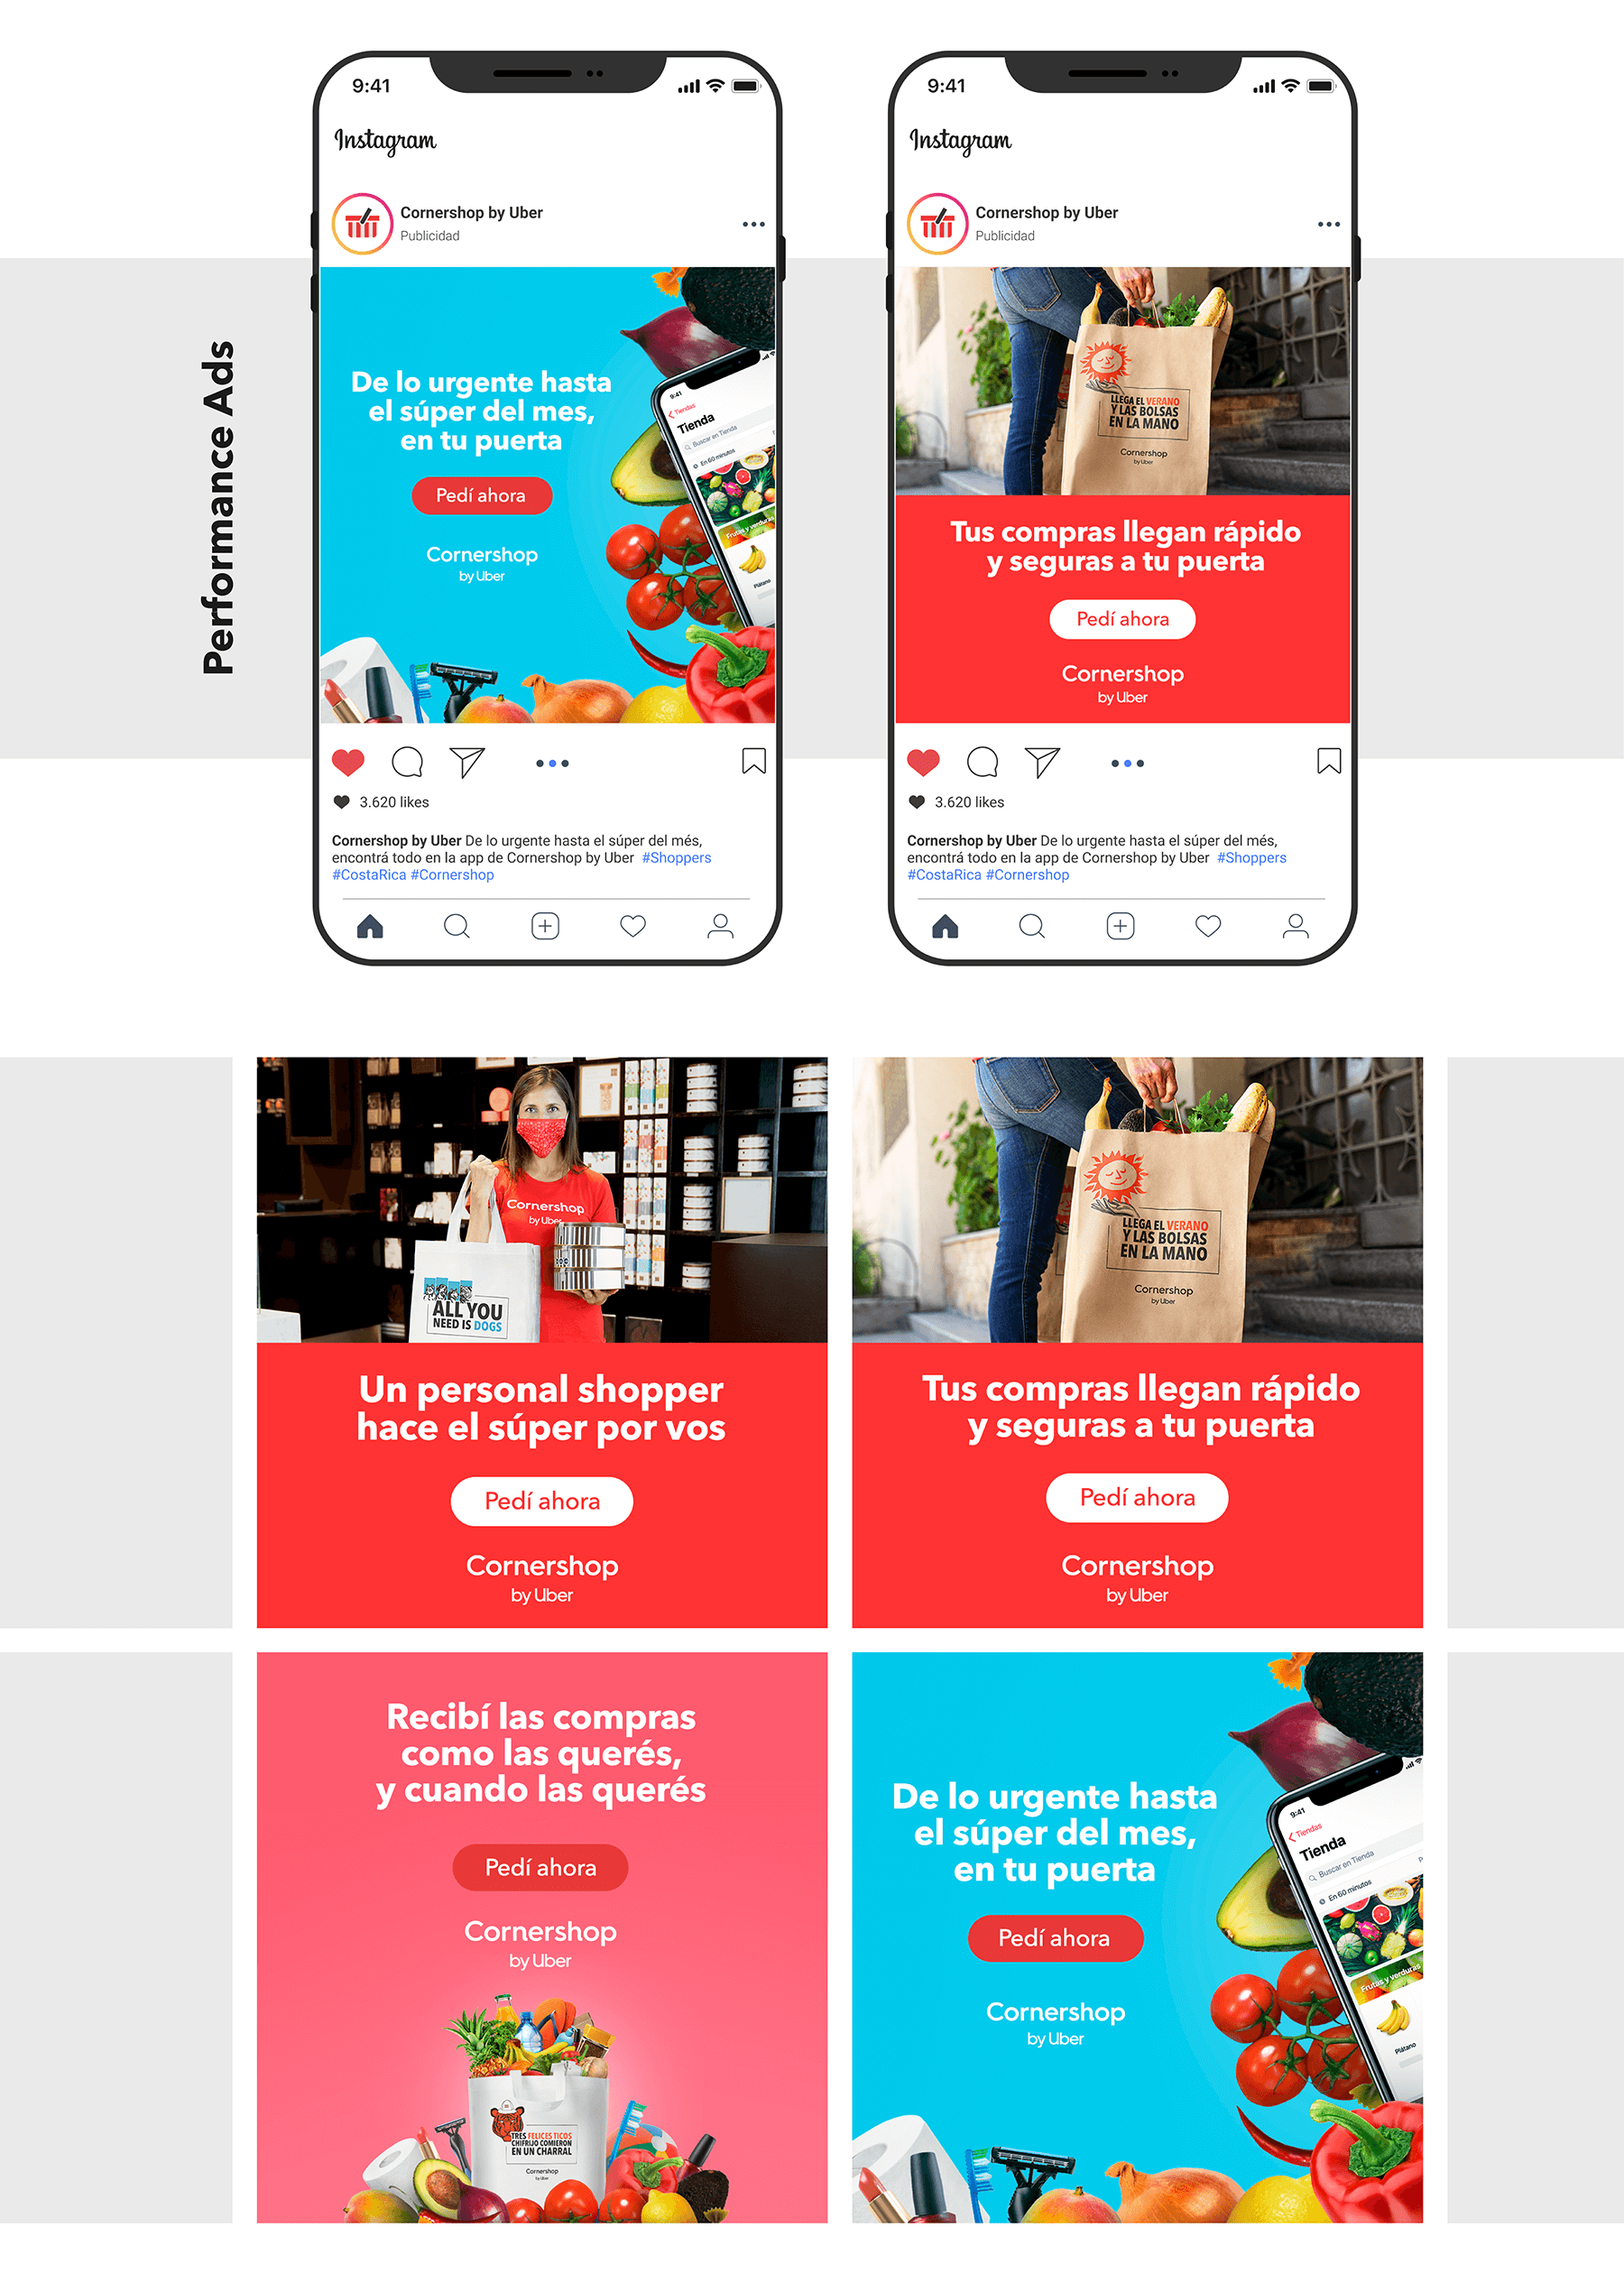 Performance Ads
9:41
Instagram
Cornershop by Uber
Publicidad
De lo urgente hasta
el súper del mes,
en tu puerta
Pedí ahora
Cornershop
by Uber
9:41
Tiendas
Tienda
Buscar en Tienda
En 60 minutos
Frutas y verduras
Plátano
3.620 likes
Cornershop by Uber De lo urgente hasta el súper del més,
encontrá todo en la app de Cornershop by Uber #Shoppers
#CostaRica #Cornershop
9:41
Instagram
Cornershop by Uber
Publicidad
LLEGA EL VERANO
Y LAS BOLSAS
EN LA MANO
Cornershop
by Uber
Tus compras llegan rápido
y seguras a tu puerta
Pedí ahora
Cornershop
by Uber
3.620 likes
Cornershop by Uber De lo urgente hasta el súper del més,
encontrá todo en la app de Cornershop by Uber #Shoppers
#CostaRica #Cornershop
Cornershop
by Uber
ALL YOU
NEED IS DOGS
Un personal shopper
hace el súper por vos
Pedí ahora
Cornershop
by Uber
LLEGA EL VERANO
Y LAS BOLSAS
EN LA MANO
Cornershop
by Uber
Tus compras llegan rápido
y seguras a tu puerta
Pedí ahora
Cornershop
by Uber
Recibí las compras
como las querés,
y cuando las querés
Pedí ahora
Cornershop
by Uber
TRES FELICES TICOS
CHIFRIJO COMIERON
EN UN CHARRAL
Cornershop
by Uber
De lo urgente hasta
el súper del mes,
en tu puerta
Pedí ahora
Cornershop
by Uber
9:41
Tiendas
Tienda
Buscar en Tienda
En 60 minutos
Frutas y verduras
Plátano